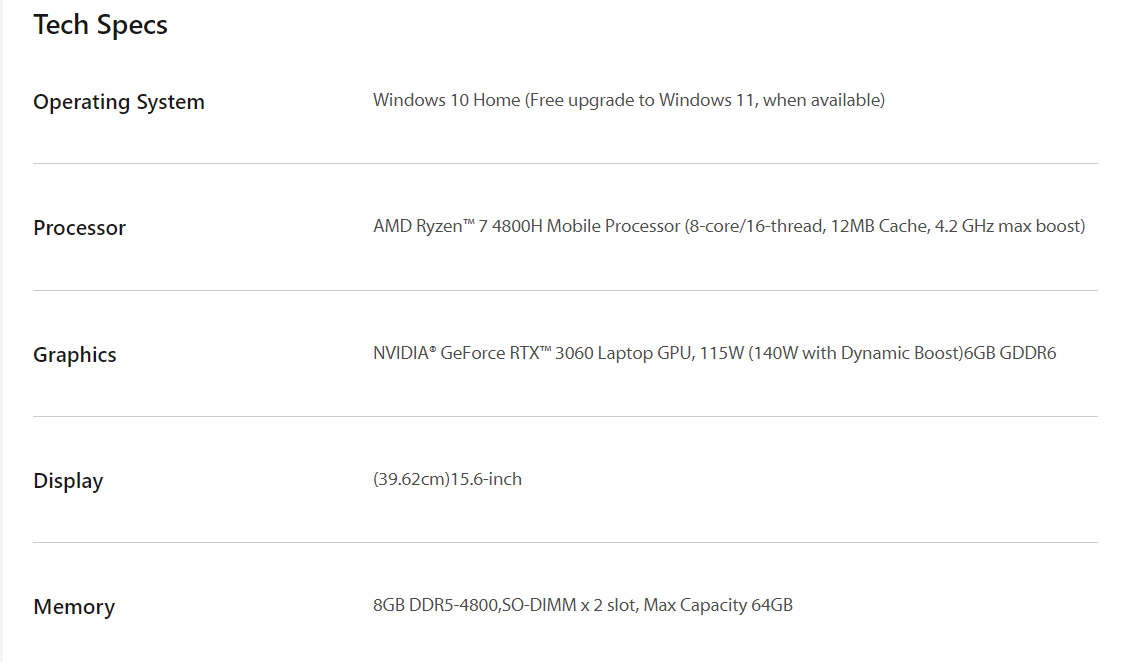 Tech Specs
Operating System
Windows 10 Home (Free upgrade to Windows 11, when available)
Processor
AMD Ryzen™ 7 4800H Mobile Processor (8-core/16-thread, 12MB Cache, 4.2 GHz max boost)
Graphics
NVIDIA® GeForce RTX™ 3060 Laptop GPU, 115W (140W with Dynamic Boost)6GB GDDR6
Display
(39.62cm)15.6-inch
Memory
8GB DDR5-4800,SO-DIMM x 2 slot, Max Capacity 64GB